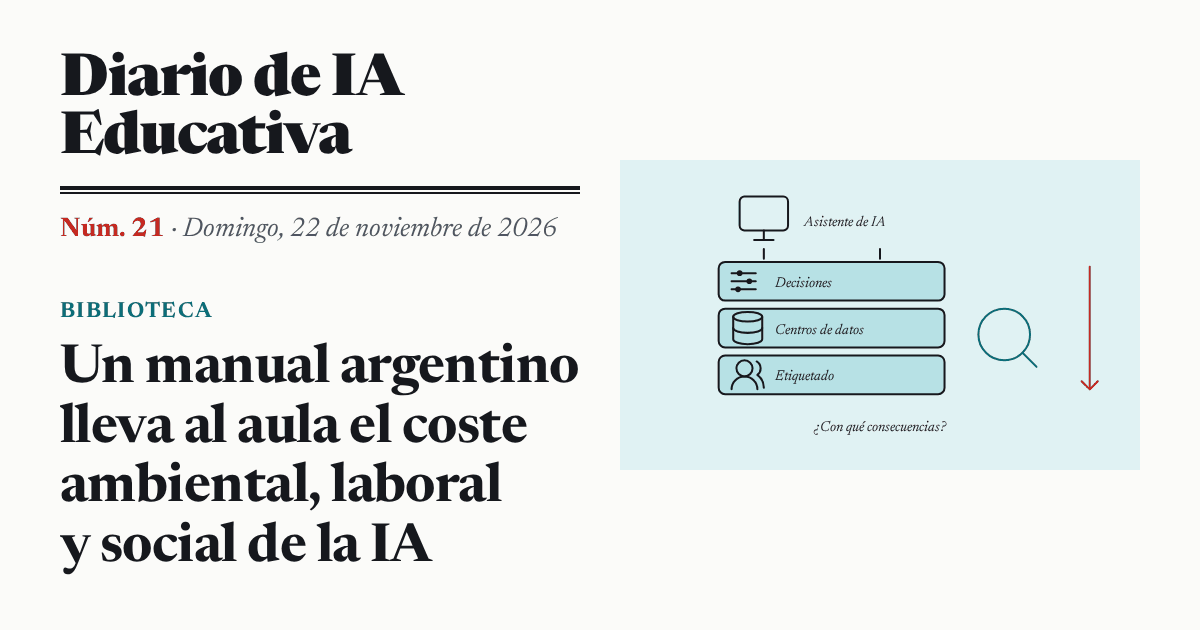 Diario de IA
Educativa
Núm. 21 · Domingo, 22 de noviembre de 2026
BIBLIOTECA
Un manual argentino
lleva al aula el coste
ambiental, laboral
y social de la IA
Asistente de IA
Decisiones
Centros de datos
Etiquetado
¿Con qué consecuencias?